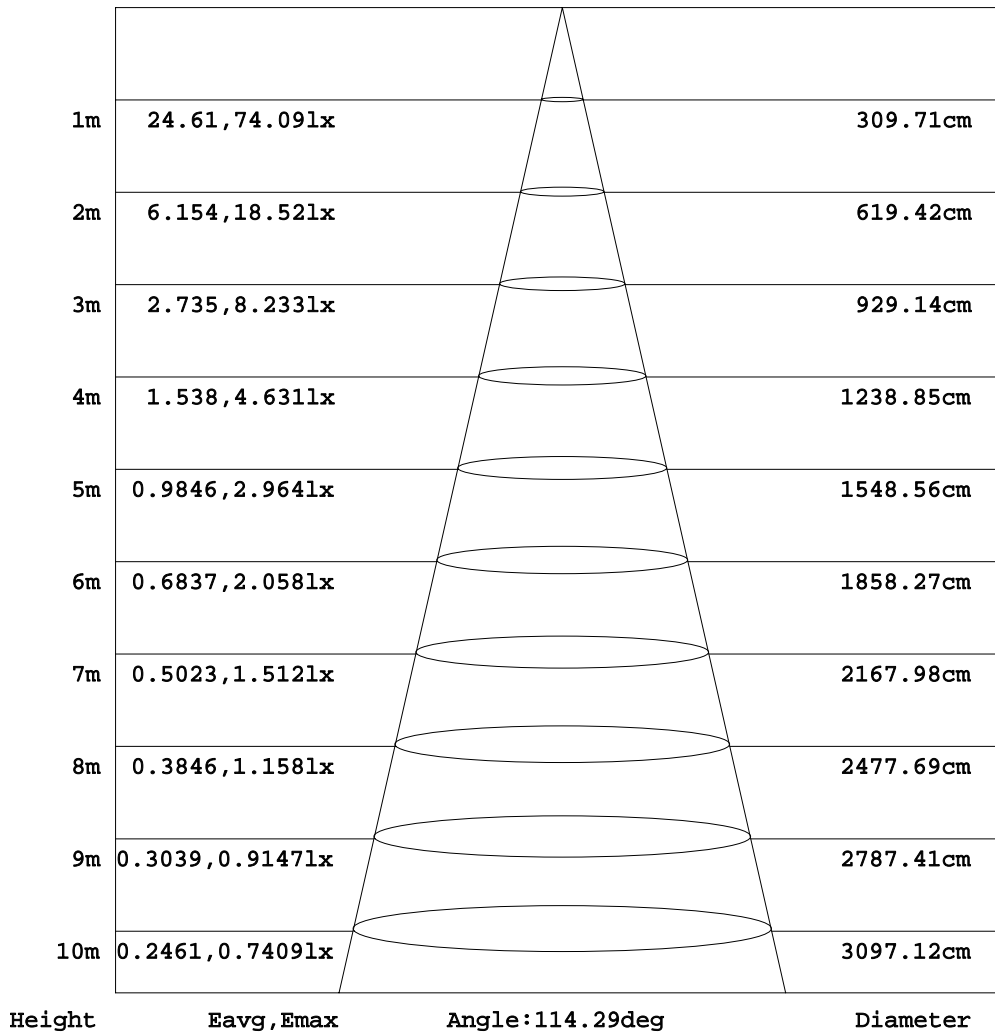 1m 24.61,74.09lx 309.71cm
2m 6.154,18.52lx 619.42cm
3m 2.735,8.233lx 929.14cm
4m 1.538,4.631lx 1238.85cm
5m 0.9846,2.964lx 1548.56cm
6m 0.6837,2.058lx 1858.27cm
7m 0.5023,1.512lx 2167.98cm
8m 0.3846,1.158lx 2477.69cm
9m 0.3039,0.9147lx 2787.41cm
10m 0.2461,0.7409lx 3097.12cm
Height Eavg,Emax Angle:114.29deg Diameter